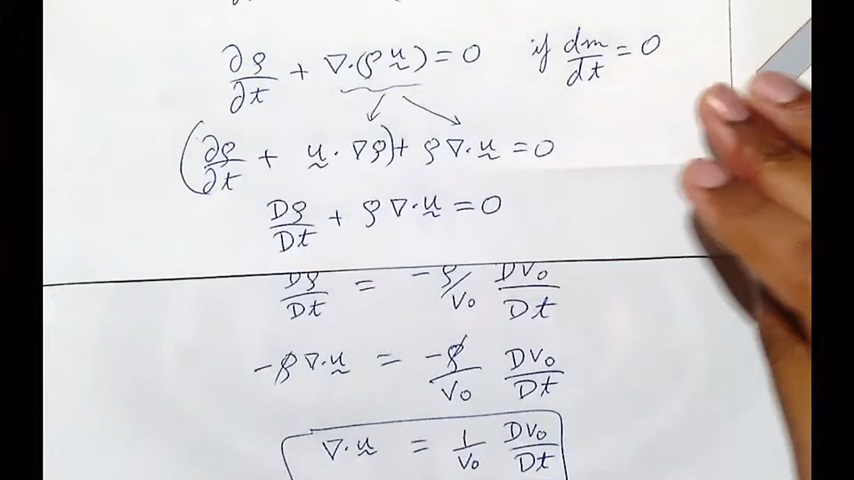 ∂ρ/∂t + ∇·(ρṵ) = 0 if dm/dt = 0
(∂ρ/∂t + ṵ·∇ρ) + ρ∇·ṵ = 0
Dρ/Dt + ρ∇·ṵ = 0
Dρ/Dt = -ρ/V₀ DV₀/Dt
-ρ∇·ṵ = -ρ/V₀ DV₀/Dt
∇·ṵ = 1/V₀ DV₀/Dt